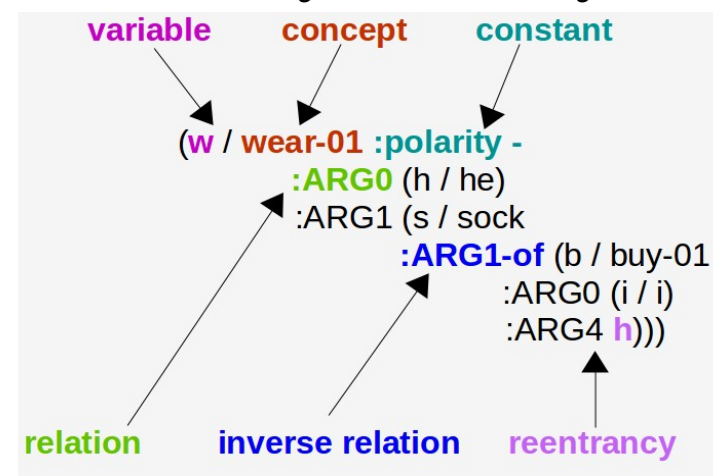 variable concept constant
(w / wear-01 :polarity -
:ARG0 (h / he)
:ARG1 (s / sock
:ARG1-of (b / buy-01
:ARG0 (i / i)
:ARG4 h)))
relation inverse relation reentrancy